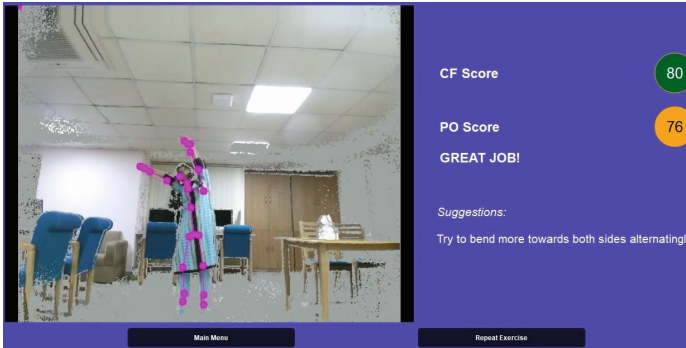 CF Score
80
PO Score
76
GREAT JOB!
Suggestions:
Try to bend more towards both sides alternatingl
Main Menu
Repeat Exercise